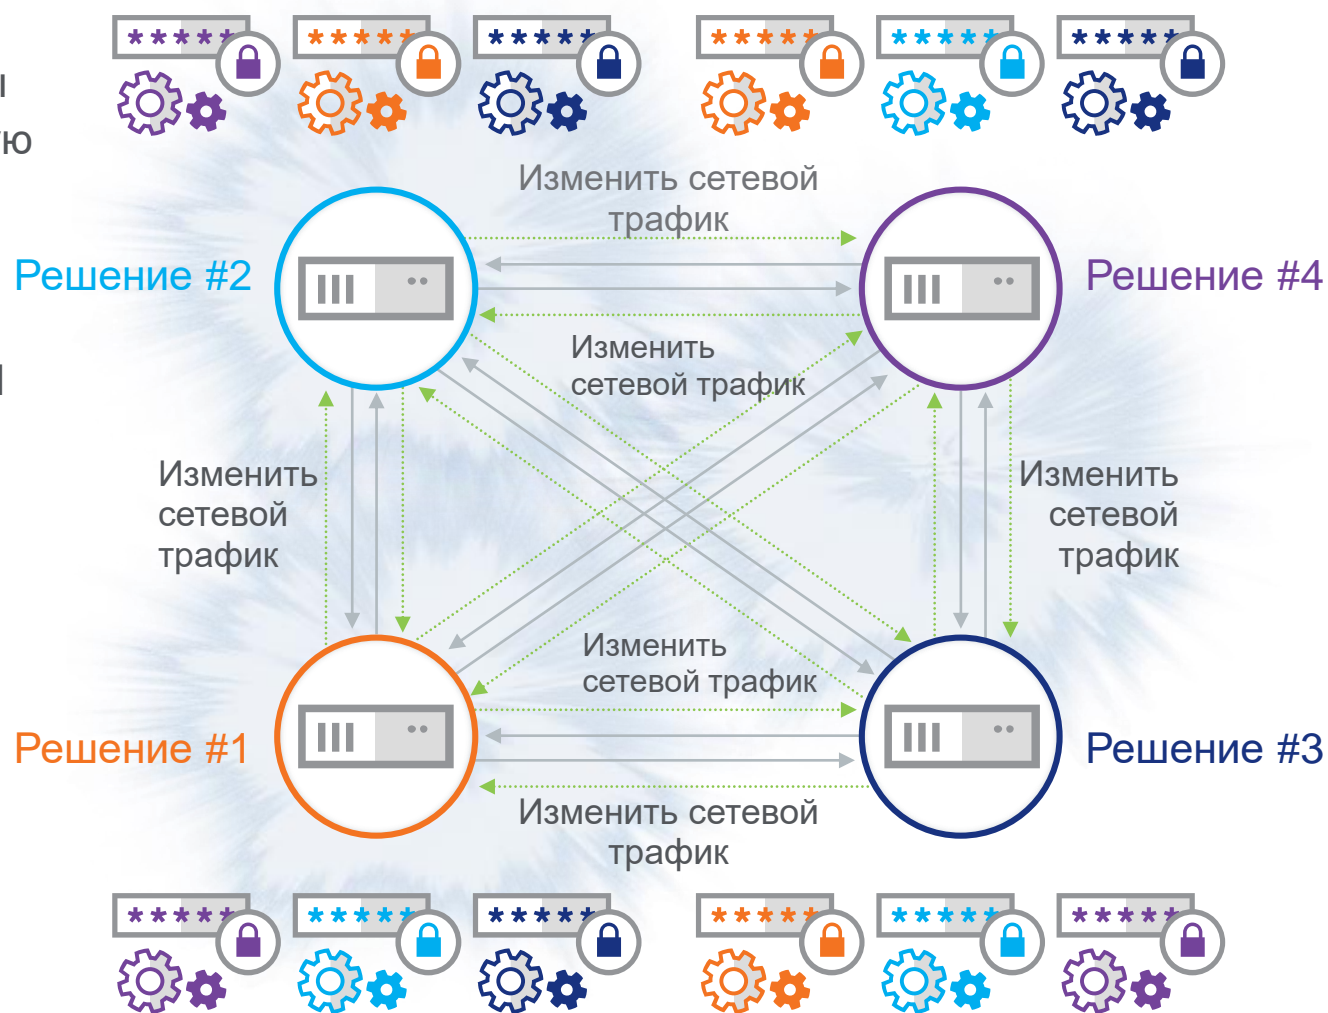 *****
*****
*****
*****
*****
*****
ы
ую
Изменить сетевой
трафик
Решение #2
Решение #4
Изменить
сетевой трафик
Изменить
сетевой
трафик
Изменить
сетевой
трафик
Изменить
сетевой трафик
Решение #1
Решение #3
Изменить сетевой
трафик
*****
*****
*****
*****
*****
*****